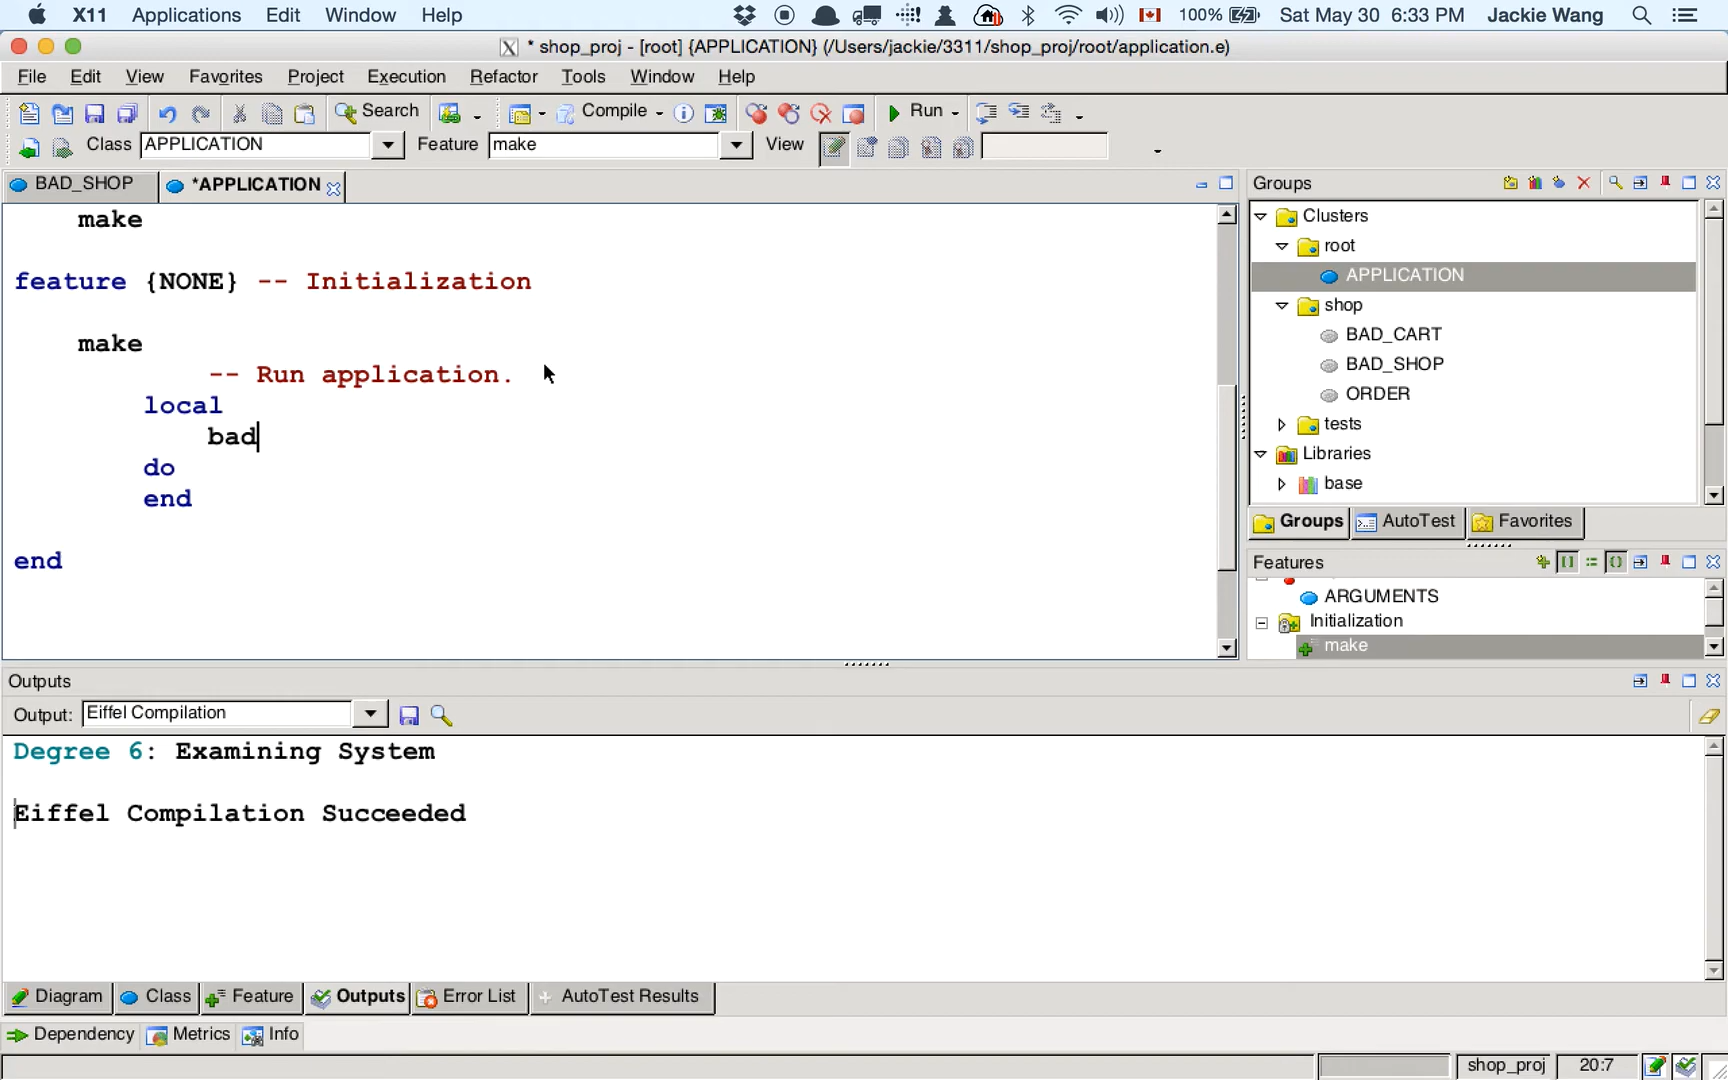 X11 Applications Edit Window Help 100% Sat May 30 6:33 PM Jackie Wang
X * shop_proj - [root] {APPLICATION} (/Users/jackie/3311/shop_proj/root/application.e)
File Edit View Favorites Project Execution Refactor Tools Window Help
Search Compile Run
Class APPLICATION Feature make View
BAD_SHOP *APPLICATION
make
feature {NONE} -- Initialization
make
-- Run application.
local
bad
do
end
end
Groups
Clusters
root
APPLICATION
shop
BAD_CART
BAD_SHOP
ORDER
tests
Libraries
base
Groups AutoTest Favorites
Features
ARGUMENTS
Initialization
make
Outputs
Output: Eiffel Compilation
Degree 6: Examining System
Eiffel Compilation Succeeded
Diagram Class Feature Outputs Error List AutoTest Results
Dependency Metrics Info
shop_proj 20:7